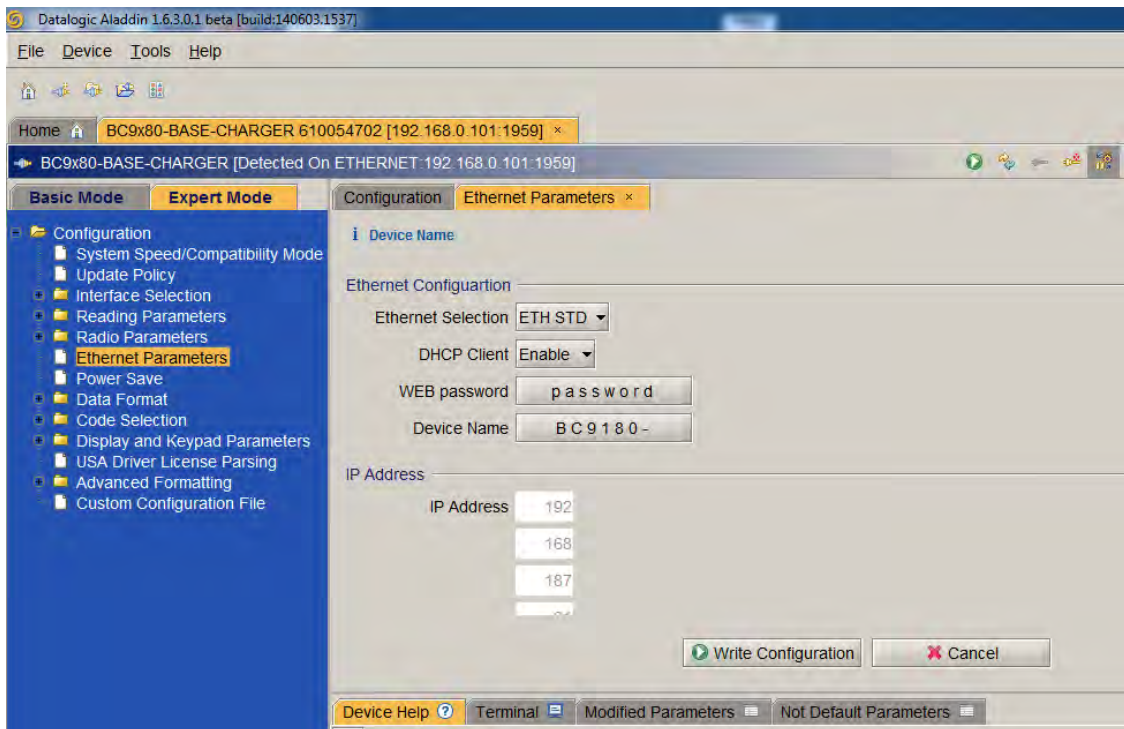 Datalogic Aladdin 1.6.3.0.1 beta [build:140603.1537]
File Device Tools Help
Home BC9x80-BASE-CHARGER 610054702 [192.168.0.101:1959] ×
BC9x80-BASE-CHARGER [Detected On ETHERNET:192.168.0.101:1959]
Basic Mode Expert Mode
Configuration
System Speed/Compatibility Mode
Update Policy
Interface Selection
Reading Parameters
Radio Parameters
Ethernet Parameters
Power Save
Data Format
Code Selection
Display and Keypad Parameters
USA Driver License Parsing
Advanced Formatting
Custom Configuration File
Configuration Ethernet Parameters ×
i Device Name
Ethernet Configuartion
Ethernet Selection ETH STD
DHCP Client Enable
WEB password password
Device Name BC9180-
IP Address
IP Address 192
168
187
Write Configuration Cancel
Device Help ? Terminal Modified Parameters Not Default Parameters